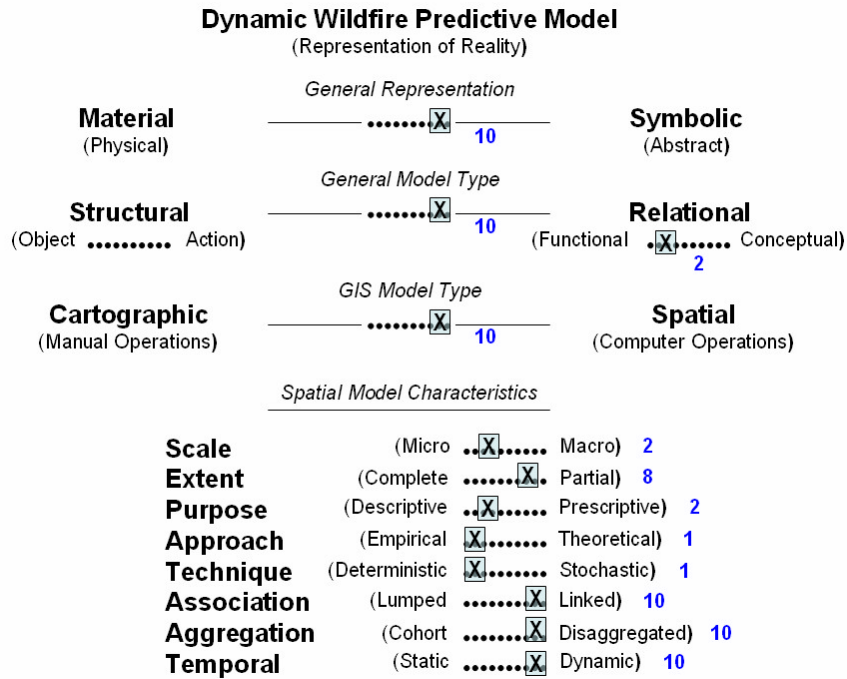 Dynamic Wildfire Predictive Model
(Representation of Reality)
General Representation
Material ........X Symbolic
(Physical) 10 (Abstract)
General Model Type
Structural ........X Relational
(Object .......... Action) 10 (Functional .X....... Conceptual)
2
GIS Model Type
Cartographic ........X Spatial
(Manual Operations) 10 (Computer Operations)
Spatial Model Characteristics
Scale (Micro ..X...... Macro) 2
Extent (Complete .......X. Partial) 8
Purpose (Descriptive ..X...... Prescriptive) 2
Approach (Empirical X........ Theoretical) 1
Technique (Deterministic X........ Stochastic) 1
Association (Lumped ........X Linked) 10
Aggregation (Cohort ........X Disaggregated) 10
Temporal (Static ........X Dynamic) 10